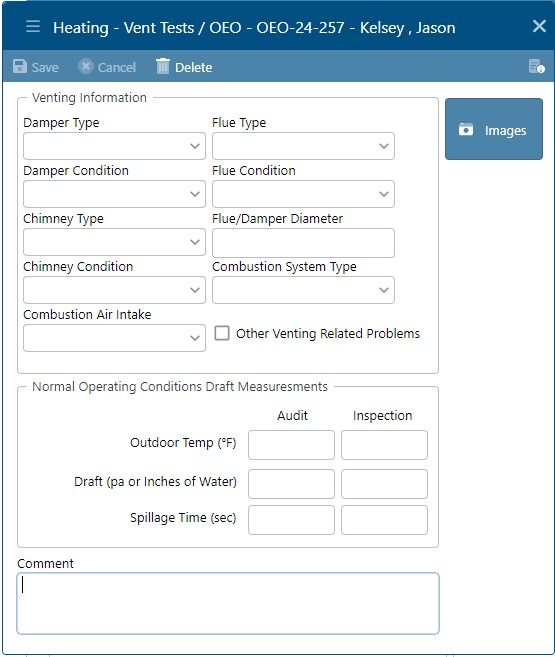 Heating - Vent Tests / OEO - OEO-24-257 - Kelsey , Jason
Save Cancel Delete
Venting Information
Images
Damper Type Flue Type
Damper Condition Flue Condition
Chimney Type Flue/Damper Diameter
Chimney Condition Combustion System Type
Combustion Air Intake
Other Venting Related Problems
Normal Operating Conditions Draft Measuresments
Audit Inspection
Outdoor Temp (°F)
Draft (pa or Inches of Water)
Spillage Time (sec)
Comment